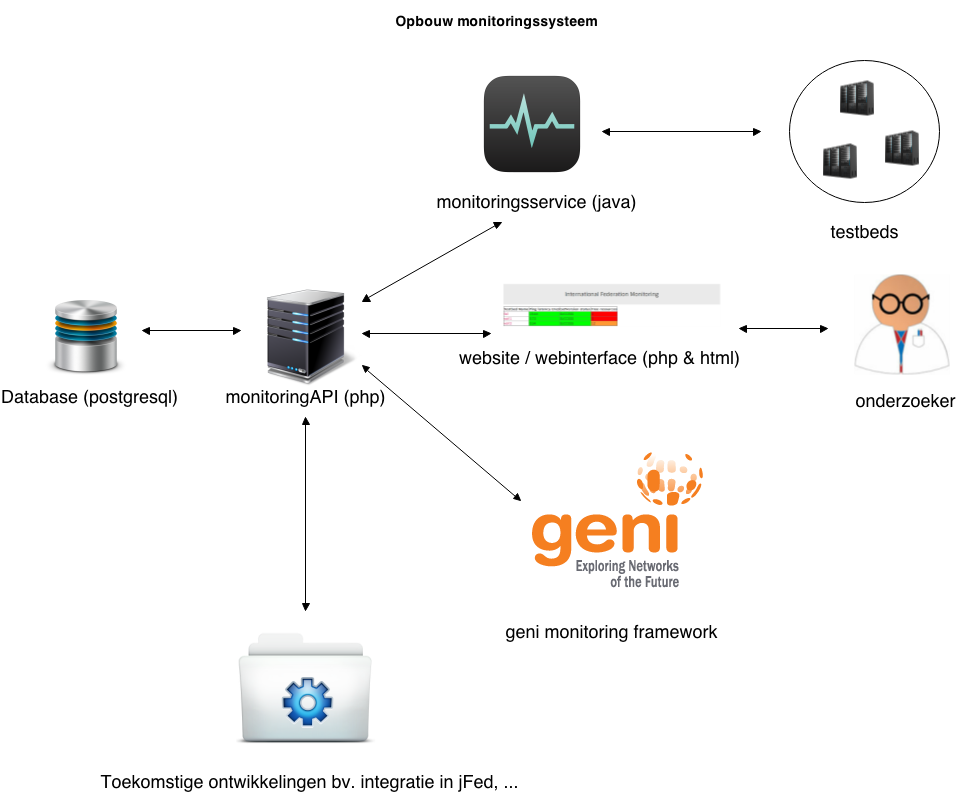 Opbouw monitoringssysteem
monitoringsservice (java)
testbeds
International Federation Monitoring
website / webinterface (php & html)
onderzoeker
Database (postgresql)
monitoringAPI (php)
geni
Exploring Networks
of the Future
geni monitoring framework
Toekomstige ontwikkelingen bv. integratie in jFed, ...